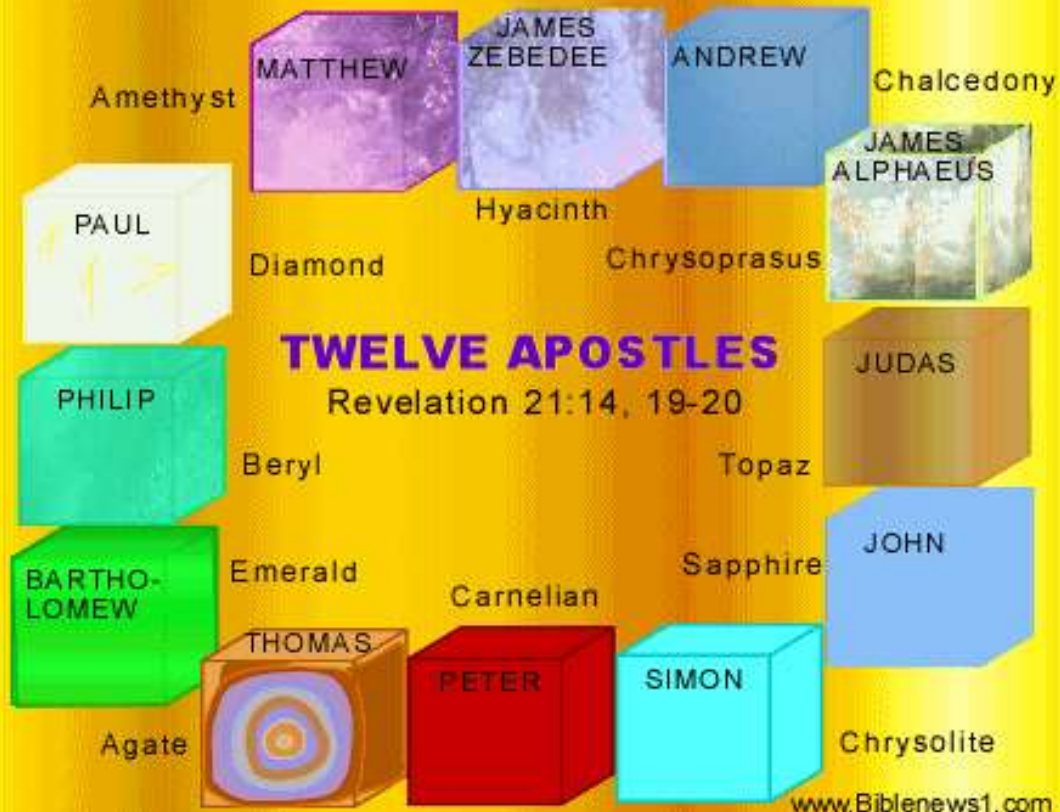 MATTHEW
JAMES
ZEBEDEE
ANDREW
Amethyst
Chalcedony
JAMES
ALPHAEUS
PAUL
Hyacinth
Diamond
Chrysoprasus
TWELVE APOSTLES
JUDAS
PHILIP
Revelation 21:14, 19-20
Beryl
Topaz
JOHN
BARTHO-
LOMEW
Emerald
Sapphire
Carnelian
THOMAS
PETER
SIMON
Agate
Chrysolite
www.Biblenews1.com